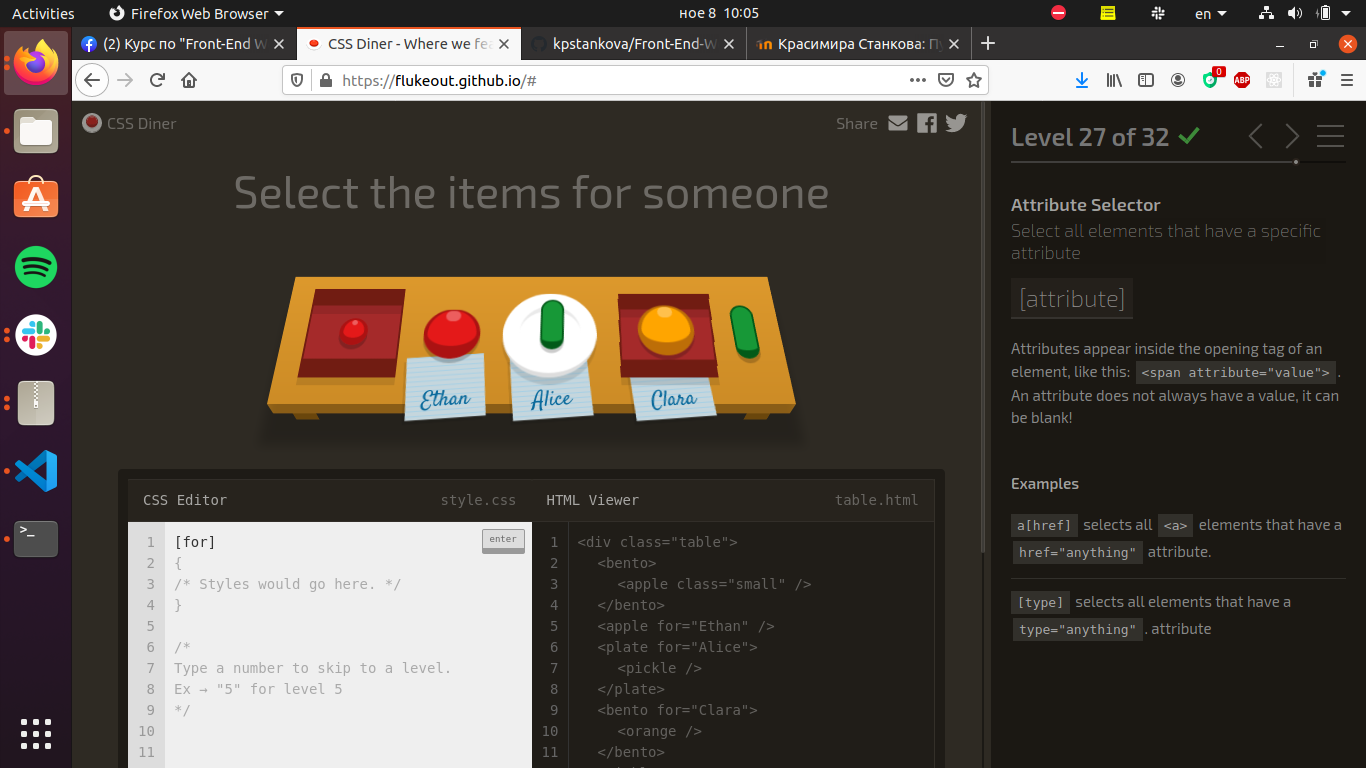 Activities
Firefox Web Browser
ное 8 10:05
en
(2) Курс по "Front-End W
CSS Diner - Where we fea
kpstankova/Front-End-W
Красимира Станкова: П
https://flukeout.github.io/#
0
ABP
CSS Diner
Share
Select the items for someone
Ethan
Alice
Clara
CSS Editor
style.css
HTML Viewer
table.html
1
[for]
enter
2
{
3
/* Styles would go here. */
4
}
5
6
/*
7
Type a number to skip to a level.
8
Ex → "5" for level 5
9
*/
10
11
1
<div class="table">
2
<bento>
3
<apple class="small" />
4
</bento>
5
<apple for="Ethan" />
6
<plate for="Alice">
7
<pickle />
8
</plate>
9
<bento for="Clara">
10
<orange />
11
</bento>
Level 27 of 32
Attribute Selector
Select all elements that have a specific
attribute
[attribute]
Attributes appear inside the opening tag of an
element, like this: <span attribute="value"> .
An attribute does not always have a value, it can
be blank!
Examples
a[href] selects all <a> elements that have a
href="anything" attribute.
[type] selects all elements that have a
type="anything" . attribute